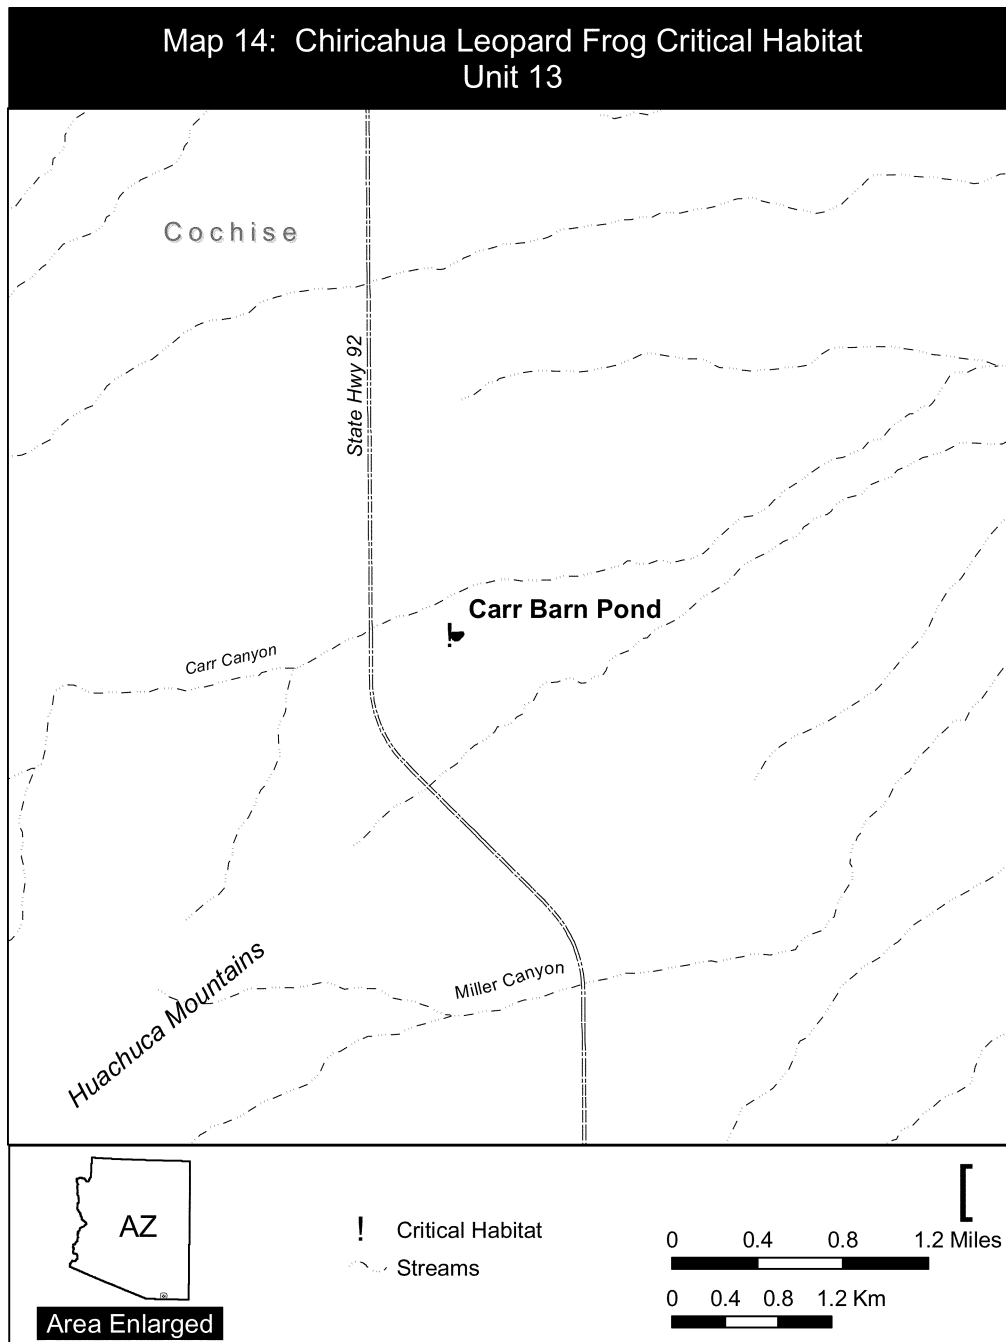 Map 14: Chiricahua Leopard Frog Critical Habitat
Unit 13
Cochise
State Hwy 92
Carr Barn Pond
!
Carr Canyon
Miller Canyon
Huachuca Mountains
AZ
Area Enlarged
! Critical Habitat
Streams
[
0 0.4 0.8 1.2 Miles
0 0.4 0.8 1.2 Km